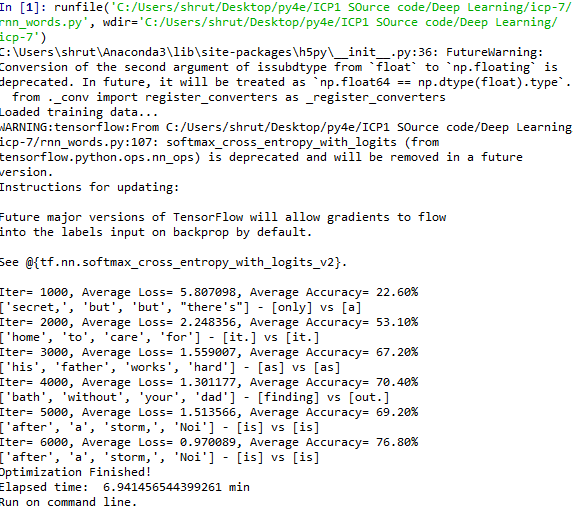 In [1]: runfile('C:/Users/shrut/Desktop/py4e/ICP1 SOurce code/Deep Learning/icp-7/
rnn_words.py', wdir='C:/Users/shrut/Desktop/py4e/ICP1 SOurce code/Deep Learning/
icp-7')
C:\Users\shrut\Anaconda3\lib\site-packages\h5py\__init__.py:36: FutureWarning:
Conversion of the second argument of issubdtype from `float` to `np.floating` is
deprecated. In future, it will be treated as `np.float64 == np.dtype(float).type`.
  from ._conv import register_converters as _register_converters
Loaded training data...
WARNING:tensorflow:From C:/Users/shrut/Desktop/py4e/ICP1 SOurce code/Deep Learning
icp-7/rnn_words.py:107: softmax_cross_entropy_with_logits (from
tensorflow.python.ops.nn_ops) is deprecated and will be removed in a future
version.
Instructions for updating:

Future major versions of TensorFlow will allow gradients to flow
into the labels input on backprop by default.

See @{tf.nn.softmax_cross_entropy_with_logits_v2}.

Iter= 1000, Average Loss= 5.807098, Average Accuracy= 22.60%
['secret,', 'but', 'but', "there's"] - [only] vs [a]
Iter= 2000, Average Loss= 2.248356, Average Accuracy= 53.10%
['home', 'to', 'care', 'for'] - [it.] vs [it.]
Iter= 3000, Average Loss= 1.559007, Average Accuracy= 67.20%
['his', 'father', 'works', 'hard'] - [as] vs [as]
Iter= 4000, Average Loss= 1.301177, Average Accuracy= 70.40%
['bath', 'without', 'your', 'dad'] - [finding] vs [out.]
Iter= 5000, Average Loss= 1.513566, Average Accuracy= 69.20%
['after', 'a', 'storm,', 'Noi'] - [is] vs [is]
Iter= 6000, Average Loss= 0.970089, Average Accuracy= 76.80%
['after', 'a', 'storm,', 'Noi'] - [is] vs [is]
Optimization Finished!
Elapsed time:  6.941456544399261 min
Run on command line.